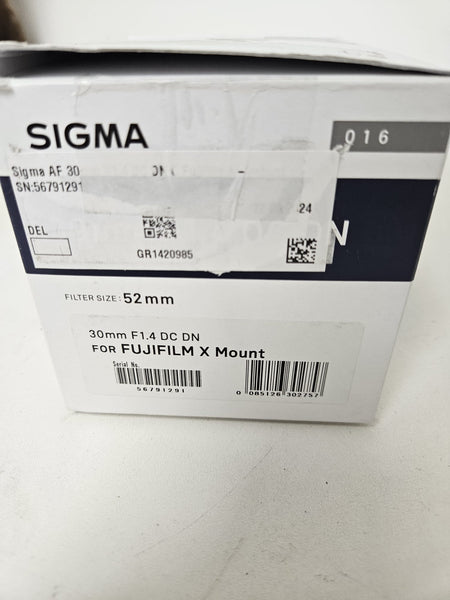 SIGMA
016
Sigma AF 30
SN:56791291
24
DEL
GR1420985
DN
FILTER SIZE: 52mm
30mm F1.4 DC DN
FOR FUJIFILM X Mount
Serial No.
56791291
0 085126 302757